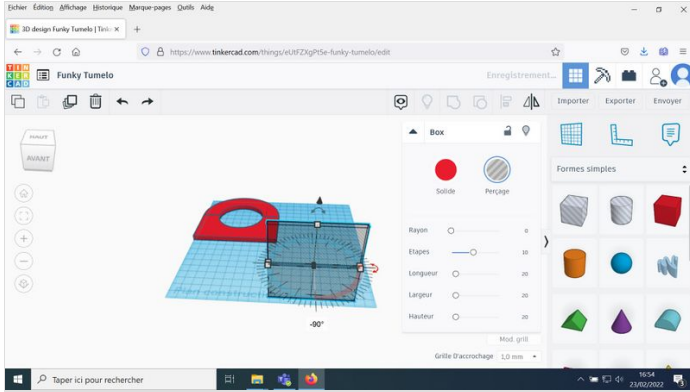 Fichier Édition Affichage Historique Marque-pages Outils Aide
3D design Funky Tumelo | Tink
https://www.tinkercad.com/things/eUtFZXgPt5e-funky-tumelo/edit
TIN
KER
CAD
Funky Tumelo
Enregistrement...
Importer Exporter Envoyer
Box
AVANT
Solide Perçage
Formes simples
Rayon 0
Etapes 10
Longueur 20
Largeur 20
Hauteur 20
-90°
Mod. grill
Grille D'accrochage 1,0 mm
Taper ici pour rechercher
16:54
23/02/2022